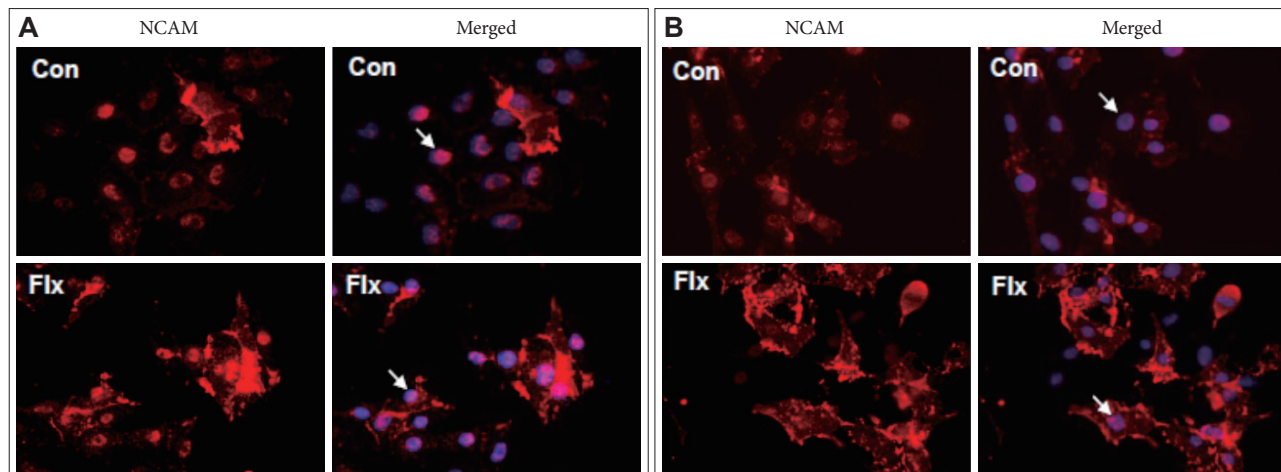 A NCAM Merged
Con Con
Flx Flx
B NCAM Merged
Con Con
Flx Flx